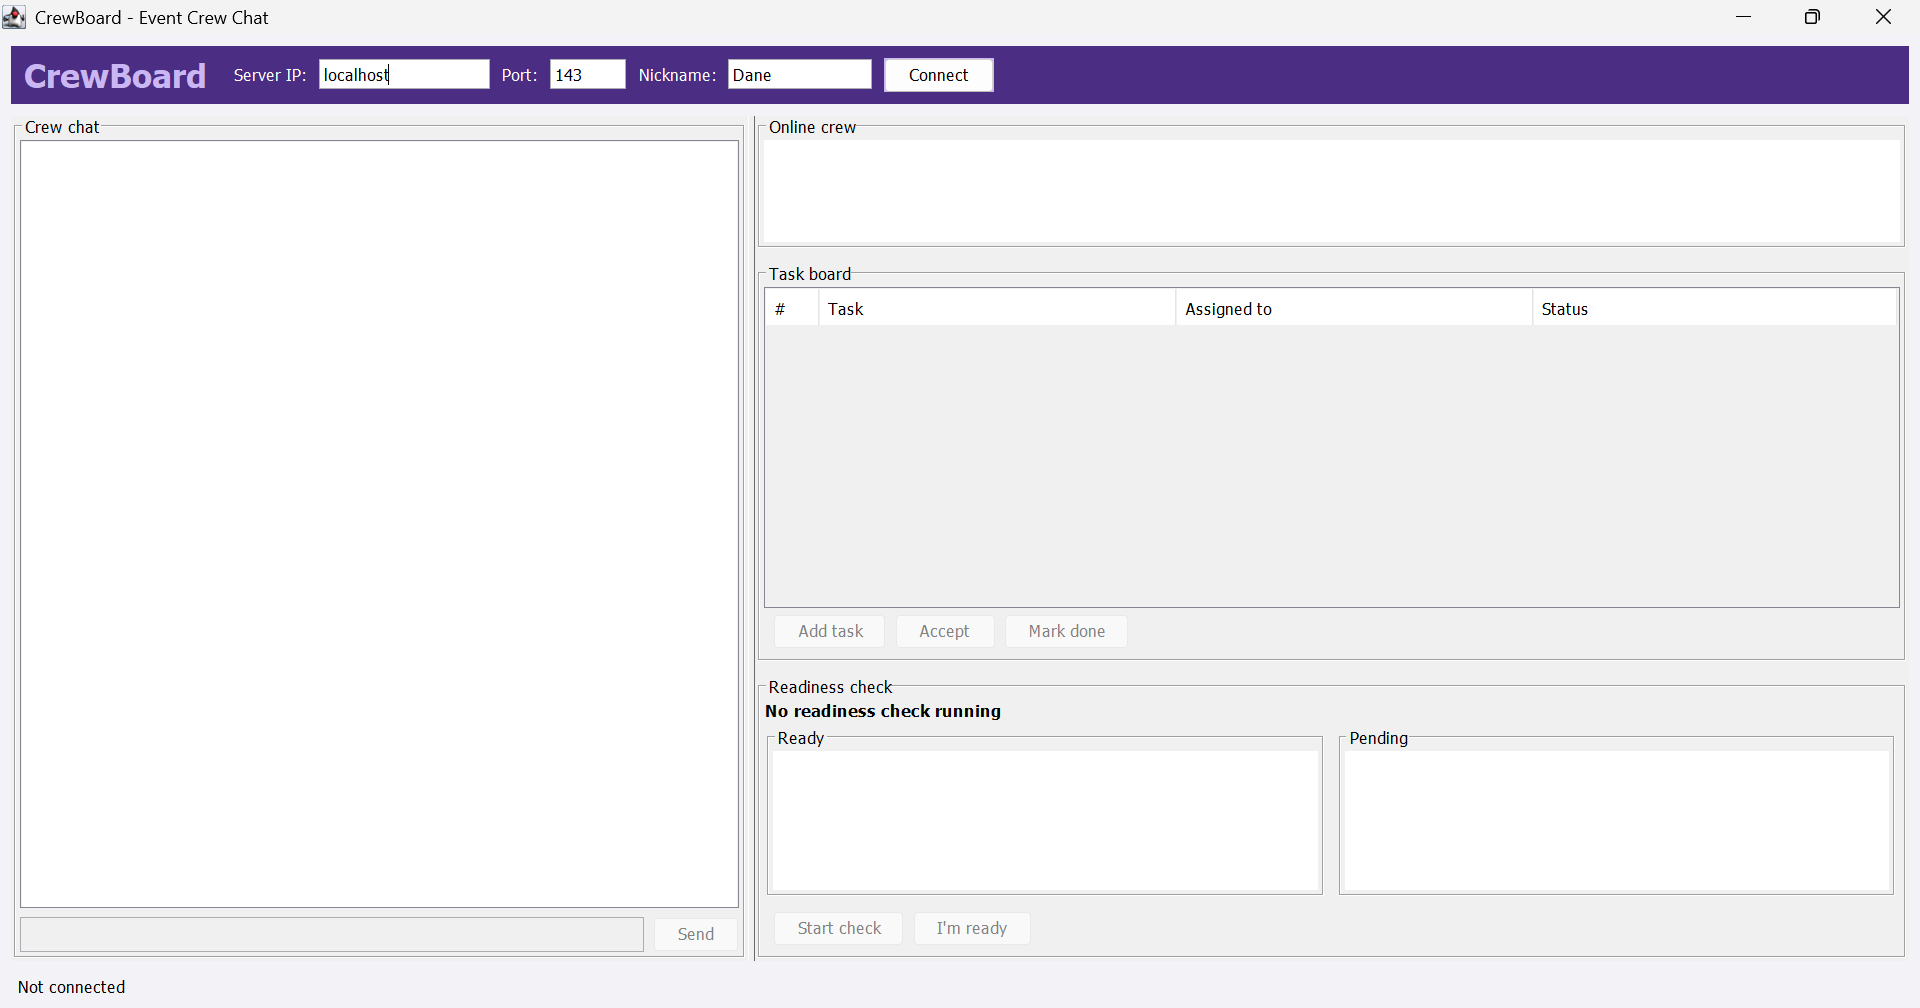 CrewBoard - Event Crew Chat
CrewBoard Server IP: localhost Port: 143 Nickname: Dane Connect
Crew chat
Send
Online crew
Task board
# Task Assigned to Status
Add task Accept Mark done
Readiness check
No readiness check running
Ready Pending
Start check I'm ready
Not connected